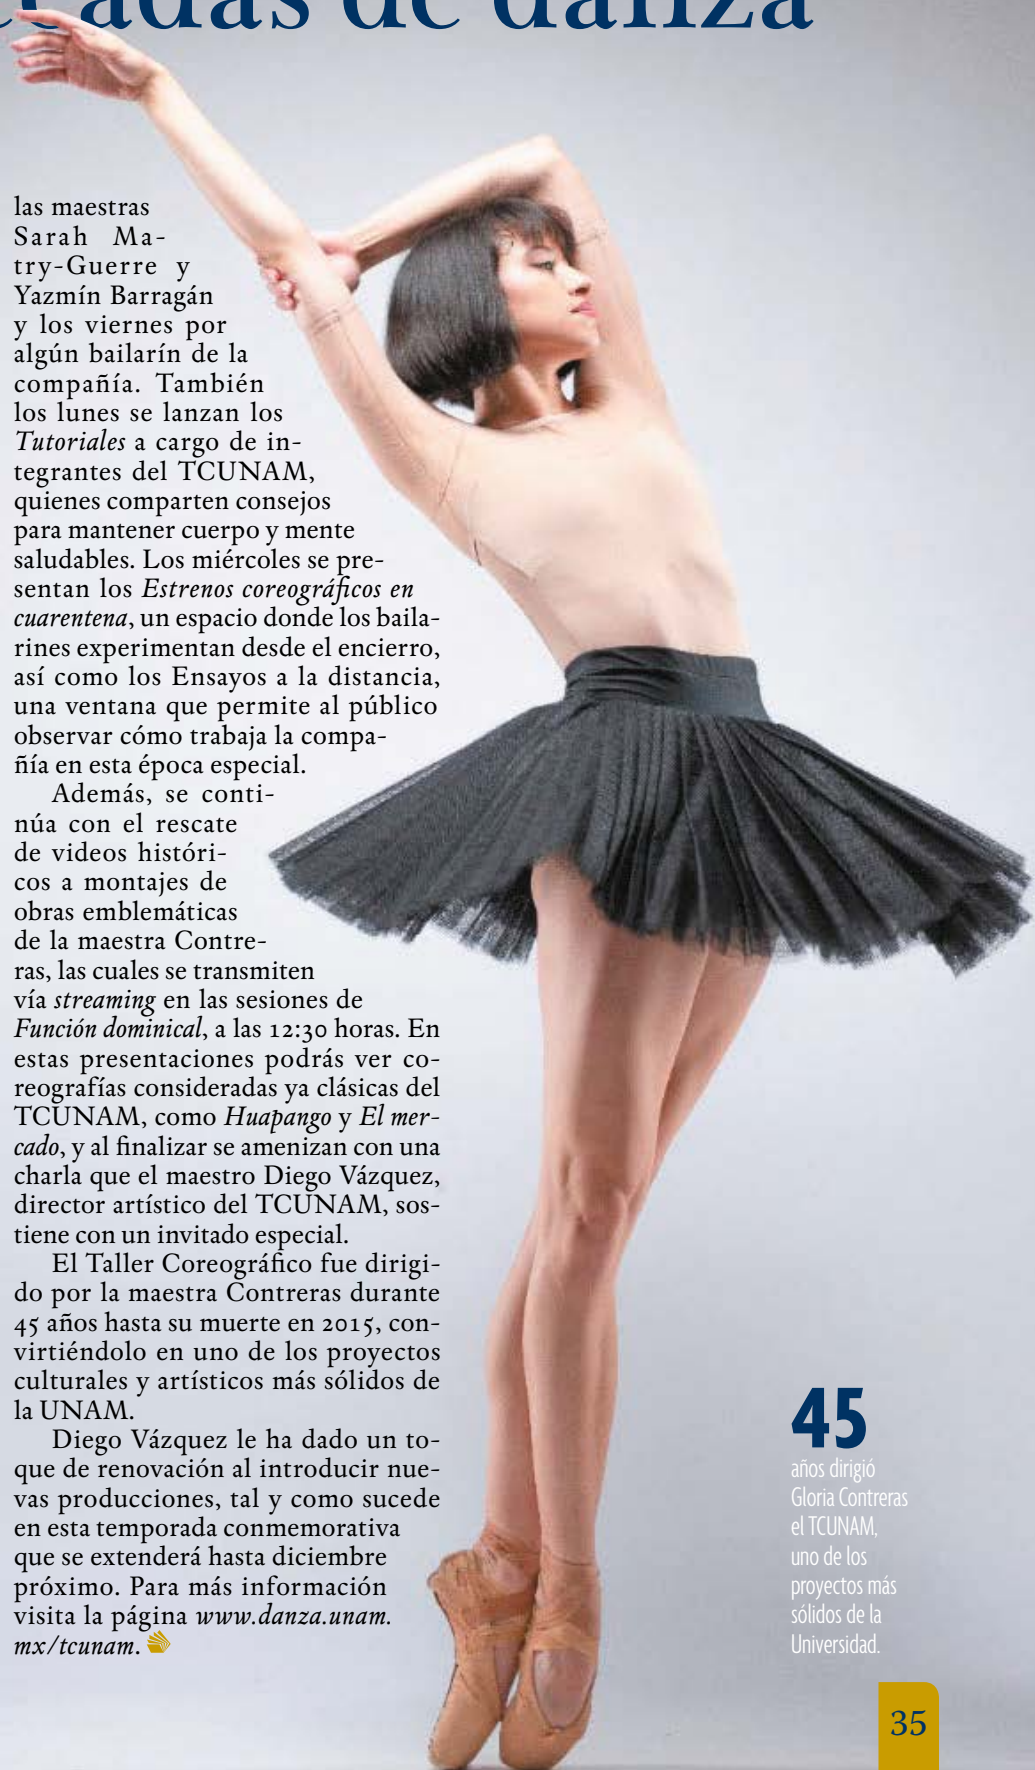 ecadas de danza
las maestras
Sarah Ma-
try-Guerre y
Yazmín Barragán
y los viernes por
algún bailarín de la
compañía. También
los lunes se lanzan los
Tutoriales a cargo de in-
tegrantes del TCUNAM,
quienes comparten consejos
para mantener cuerpo y mente
saludables. Los miércoles se pre-
sentan los Estrenos coreográficos en
cuarentena, un espacio donde los baila-
rines experimentan desde el encierro,
así como los Ensayos a la distancia,
una ventana que permite al público
observar cómo trabaja la compa-
ñía en esta época especial.
Además, se conti-
núa con el rescate
de videos históri-
cos a montajes de
obras emblemáticas
de la maestra Contre-
ras, las cuales se transmiten
vía streaming en las sesiones de
Función dominical, a las 12:30 horas. En
estas presentaciones podrás ver co-
reografías consideradas ya clásicas del
TCUNAM, como Huapango y El mer-
cado, y al finalizar se amenizan con una
charla que el maestro Diego Vázquez,
director artístico del TCUNAM, sos-
tiene con un invitado especial.
El Taller Coreográfico fue dirigi-
do por la maestra Contreras durante
45 años hasta su muerte en 2015, con-
virtiéndolo en uno de los proyectos
culturales y artísticos más sólidos de
la UNAM.
Diego Vázquez le ha dado un to-
que de renovación al introducir nue-
vas producciones, tal y como sucede
en esta temporada conmemorativa
que se extenderá hasta diciembre
próximo. Para más información
visita la página www.danza.unam.
mx/tcunam.
45
años dirigió
Gloria Contreras
el TCUNAM,
uno de los
proyectos más
sólidos de la
Universidad.
35